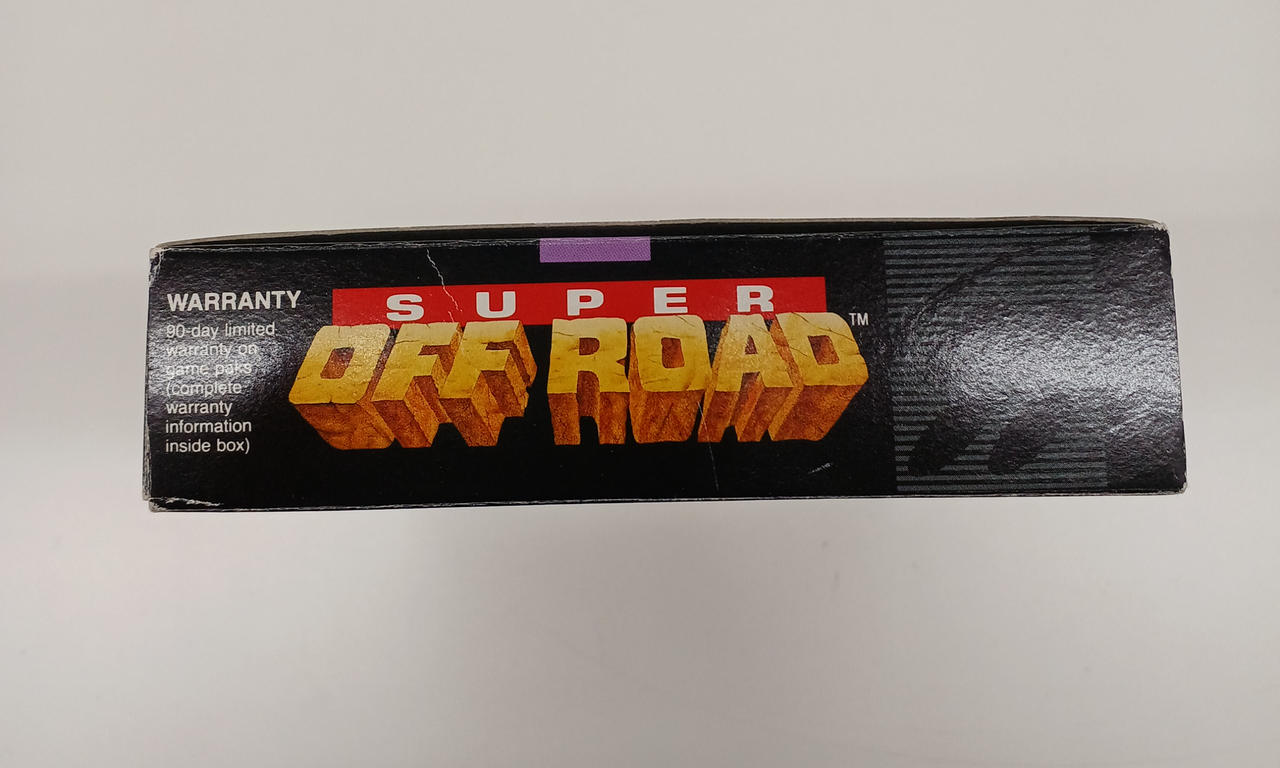 WARRANTY
90-day limited
warranty on
game paks
(complete
warranty
information
inside box)
SUPER
OFF ROAD™